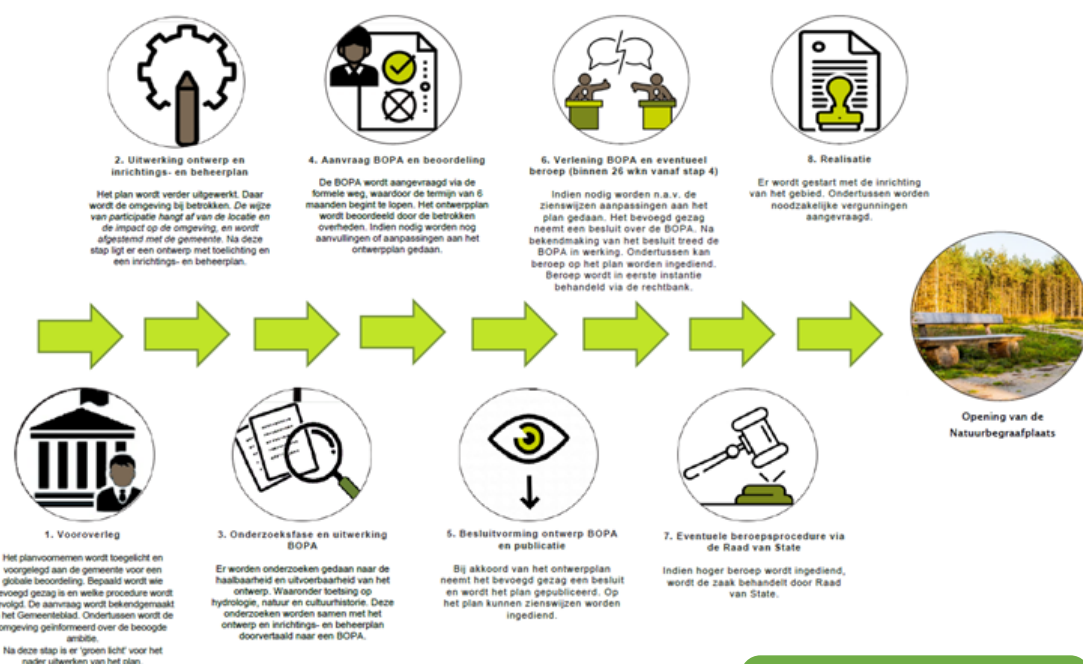 2. Uitwerking ontwerp en
inrichtings- en beheerplan
Het plan wordt verder uitgewerkt. Daar
wordt de omgeving bij betrokken. De wijze
van participatie hangt af van de locatie en
de impact op de omgeving, en wordt
afgestemd met de gemeente. Na deze
stap ligt er een ontwerp met toelichting en
een inrichtings- en beheerplan.
4. Aanvraag BOPA en beoordeling
De BOPA wordt aangevraagd via de
formele weg, waardoor de termijn van 6
maanden begint te lopen. Het ontwerpplan
wordt beoordeeld door de betrokken
overheden. Indien nodig worden nog
aanvullingen of aanpassingen aan het
ontwerpplan gedaan.
6. Verlening BOPA en eventueel
beroep (binnen 26 wkn vanaf stap 4)
Indien nodig worden n.a.v. de
zienswijzen aanpassingen aan het
plan gedaan. Het bevoegd gezag
neemt een besluit over de BOPA. Na
bekendmaking van het besluit treed de
BOPA in werking. Ondertussen kan
beroep op het plan worden ingediend.
Beroep wordt in eerste instantie
behandeld via de rechtbank.
8. Realisatie
Er wordt gestart met de inrichting
van het gebied. Ondertussen worden
noodzakelijke vergunningen
aangevraagd.
Opening van de
Natuurbegraafplaats
1. Vooroverleg
Het planvoornemen wordt toegelicht en
voorgelegd aan de gemeente voor een
globale beoordeling. Bepaald wordt wie
evoegd gezag is en welke procedure wordt
evolgd. De aanvraag wordt bekendgemaakt
het Gemeenteblad. Ondertussen wordt de
omgeving geïnformeerd over de beoogde
ambitie.
Na deze stap is er 'groen licht' voor het
nader uitwerken van het plan.
3. Onderzoeksfase en uitwerking
BOPA
Er worden onderzoeken gedaan naar de
haalbaarheid en uitvoerbaarheid van het
ontwerp. Waaronder toetsing op
hydrologie, natuur en cultuurhistorie. Deze
onderzoeken worden samen met het
ontwerp en inrichtings- en beheerplan
doorvertaald naar een BOPA.
5. Besluitvorming ontwerp BOPA
en publicatie
Bij akkoord van het ontwerpplan
neemt het bevoegd gezag een besluit
en wordt het plan gepubliceerd. Op
het plan kunnen zienswijzen worden
ingediend.
7. Eventuele beroepsprocedure via
de Raad van State
Indien hoger beroep wordt ingediend,
wordt de zaak behandelt door Raad
van State.